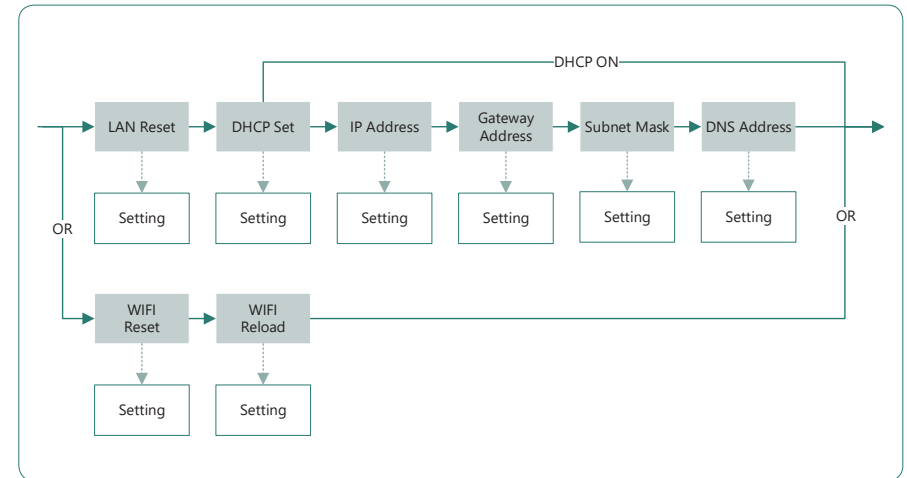 DHCP ON
LAN Reset
DHCP Set
IP Address
Gateway
Address
Subnet Mask
DNS Address
Setting
Setting
Setting
Setting
Setting
Setting
OR
OR
WIFI
Reset
WIFI
Reload
Setting
Setting